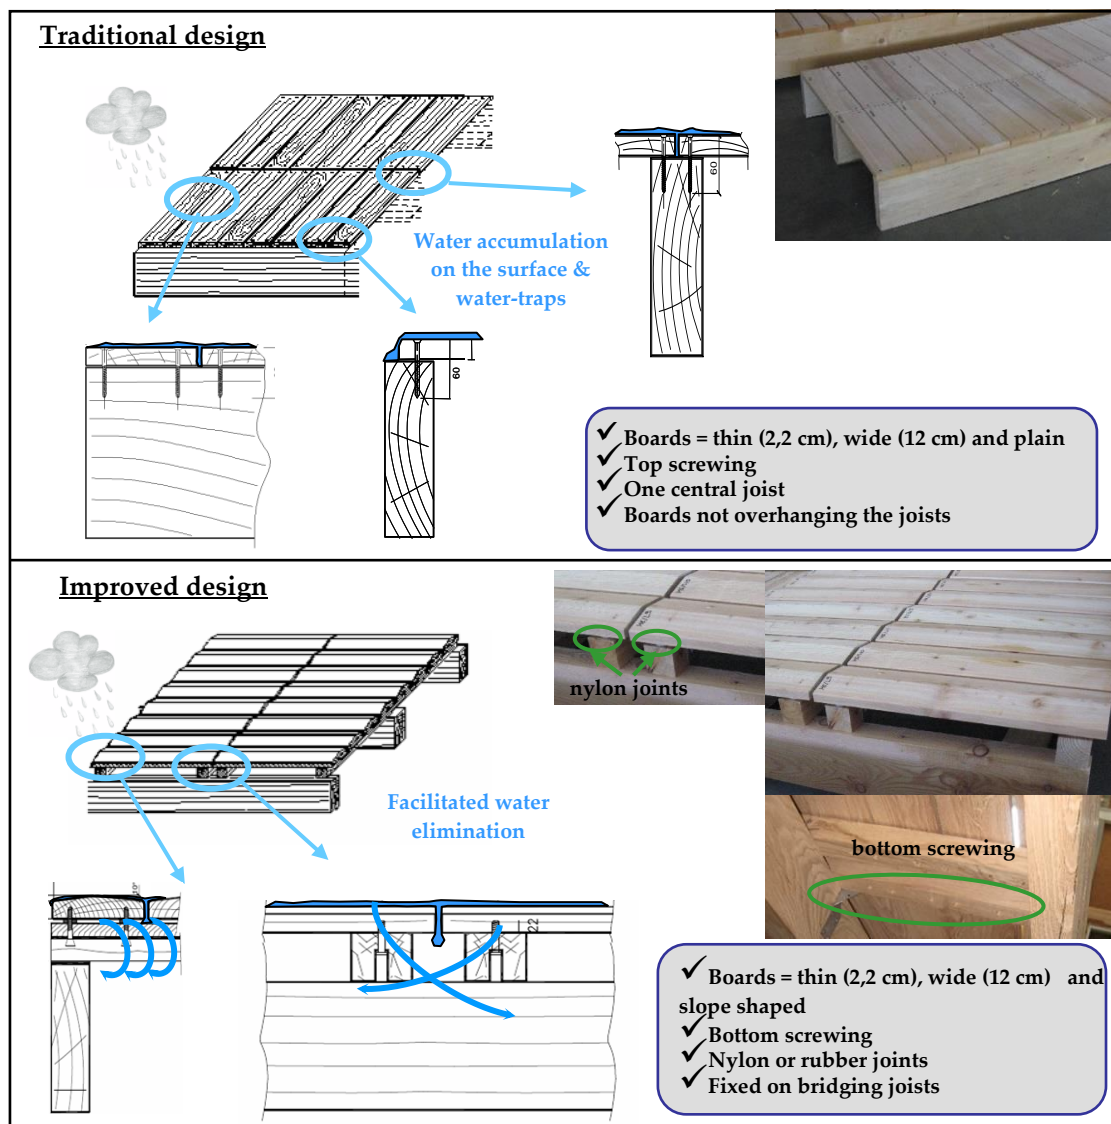 Traditional design
60
Water accumulation
on the surface &
water-traps
60
✓ Boards = thin (2,2 cm), wide (12 cm) and plain
✓ Top screwing
✓ One central joist
✓ Boards not overhanging the joists
Improved design
nylon joints
Facilitated water
elimination
bottom screwing
10°
22
✓ Boards = thin (2,2 cm), wide (12 cm) and
slope shaped
✓ Bottom screwing
✓ Nylon or rubber joints
✓ Fixed on bridging joists